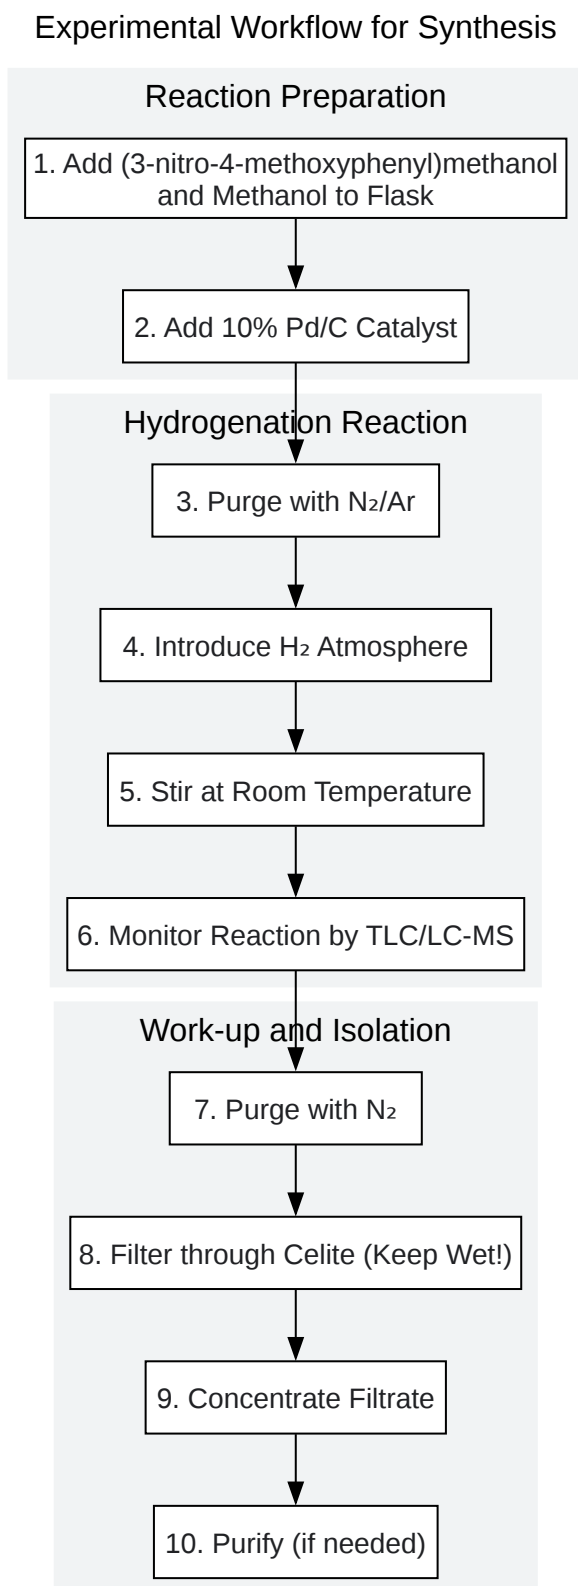 Experimental Workflow for Synthesis
Reaction Preparation
1. Add (3-nitro-4-methoxyphenyl)methanol
and Methanol to Flask
2. Add 10% Pd/C Catalyst
Hydrogenation Reaction
3. Purge with N₂/Ar
4. Introduce H₂ Atmosphere
5. Stir at Room Temperature
6. Monitor Reaction by TLC/LC-MS
Work-up and Isolation
7. Purge with N₂
8. Filter through Celite (Keep Wet!)
9. Concentrate Filtrate
10. Purify (if needed)